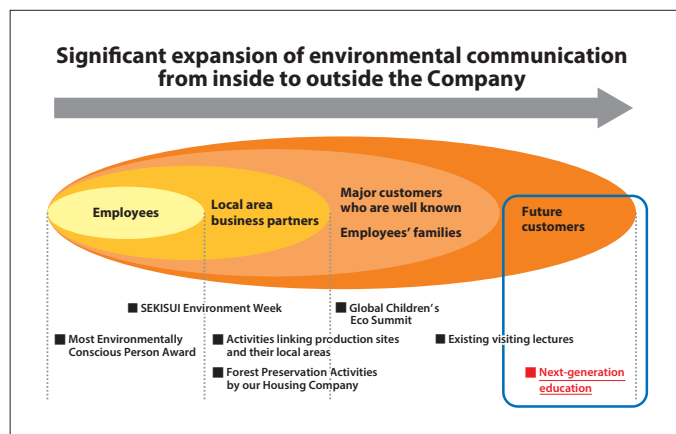 Significant expansion of environmental communication
from inside to outside the Company
Employees
Local area
business partners
Major customers
who are well known
Employees’ families
Future
customers
■ SEKISUI Environment Week
■ Global Children’s
Eco Summit
■ Most Environmentally
Conscious Person Award
■ Activities linking production sites
and their local areas
■ Existing visiting lectures
■ Forest Preservation Activities
by our Housing Company
■ Next-generation
education